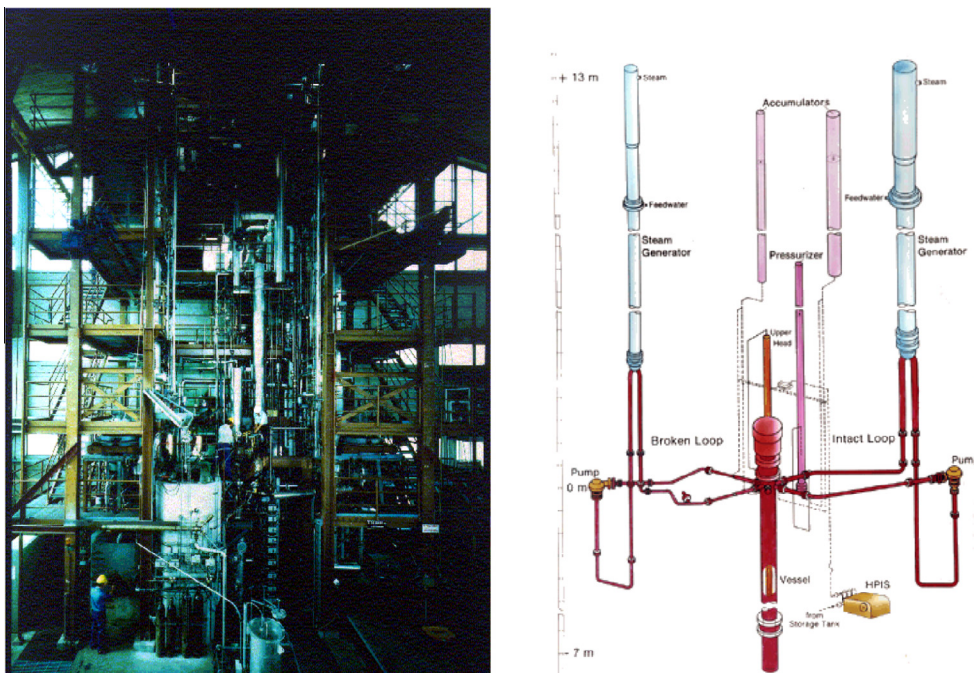 + 13 m
Steam
Steam
Accumulators
Feedwater
Feedwater
Steam
Generator
Steam
Generator
Pressurizer
Upper
Head
Broken Loop
Intact Loop
Pump
Pum
0 m
Vessel
HPIS
from
Storage Tank
- 7 m